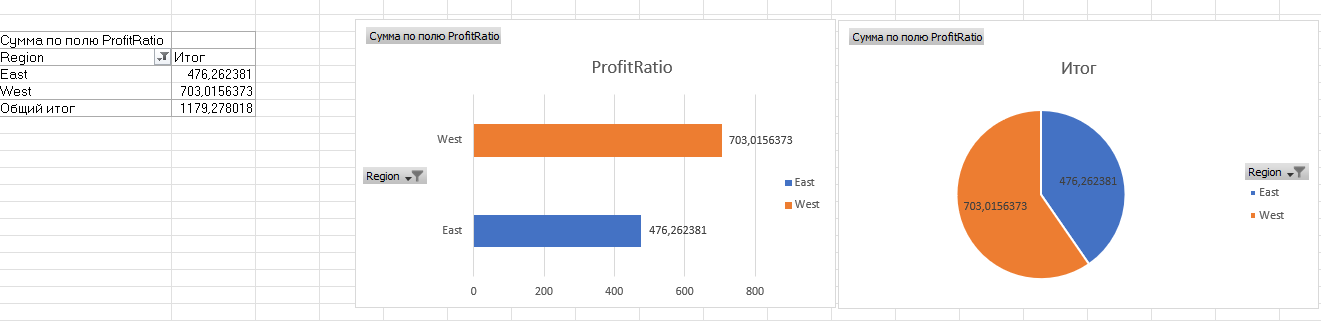 Сумма по полю ProfitRatio
Region Итог
East 476,262381
West 703,0156373
Общий итог 1179,278018
Сумма по полю ProfitRatio
ProfitRatio
West 703,0156373
Region
East
West
East 476,262381
0 200 400 600 800
Сумма по полю ProfitRatio
Итог
476,262381
703,0156373
Region
East
West